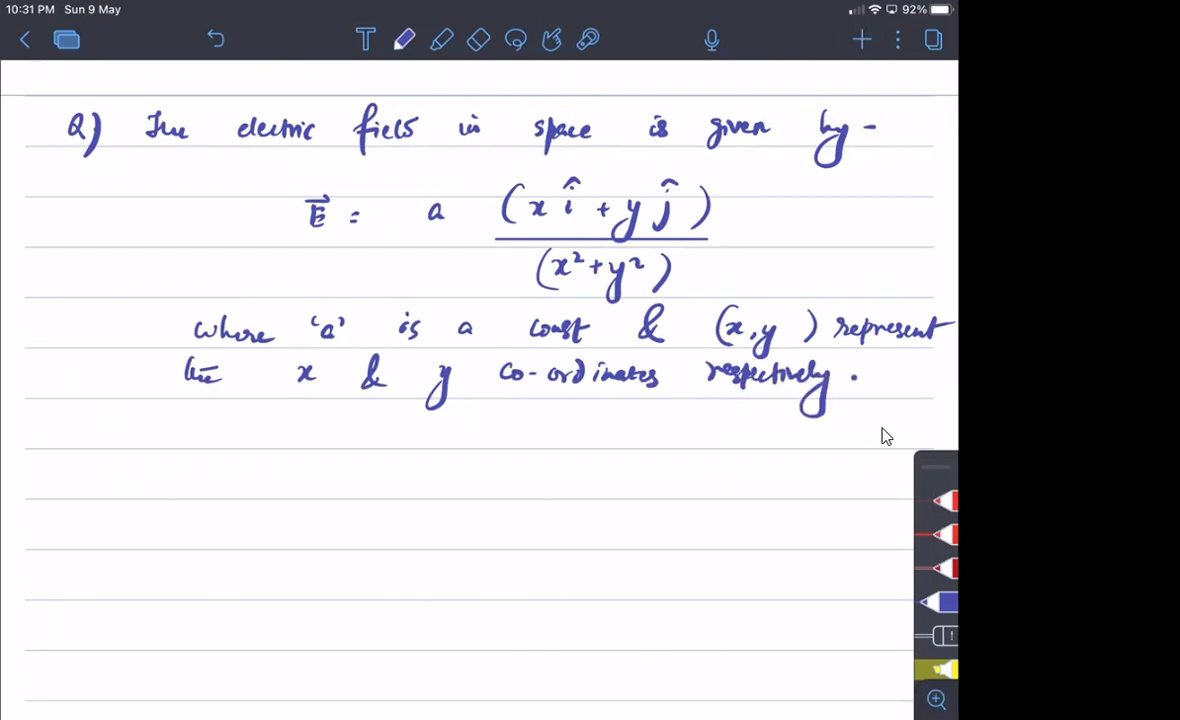 10:31 PM Sun 9 May 92%
Q) The electric field in space is given by -
E⃗ = a (x î + y ĵ) / (x² + y²)
where 'a' is a const & (x, y) represent
the x & y co-ordinates respectively.